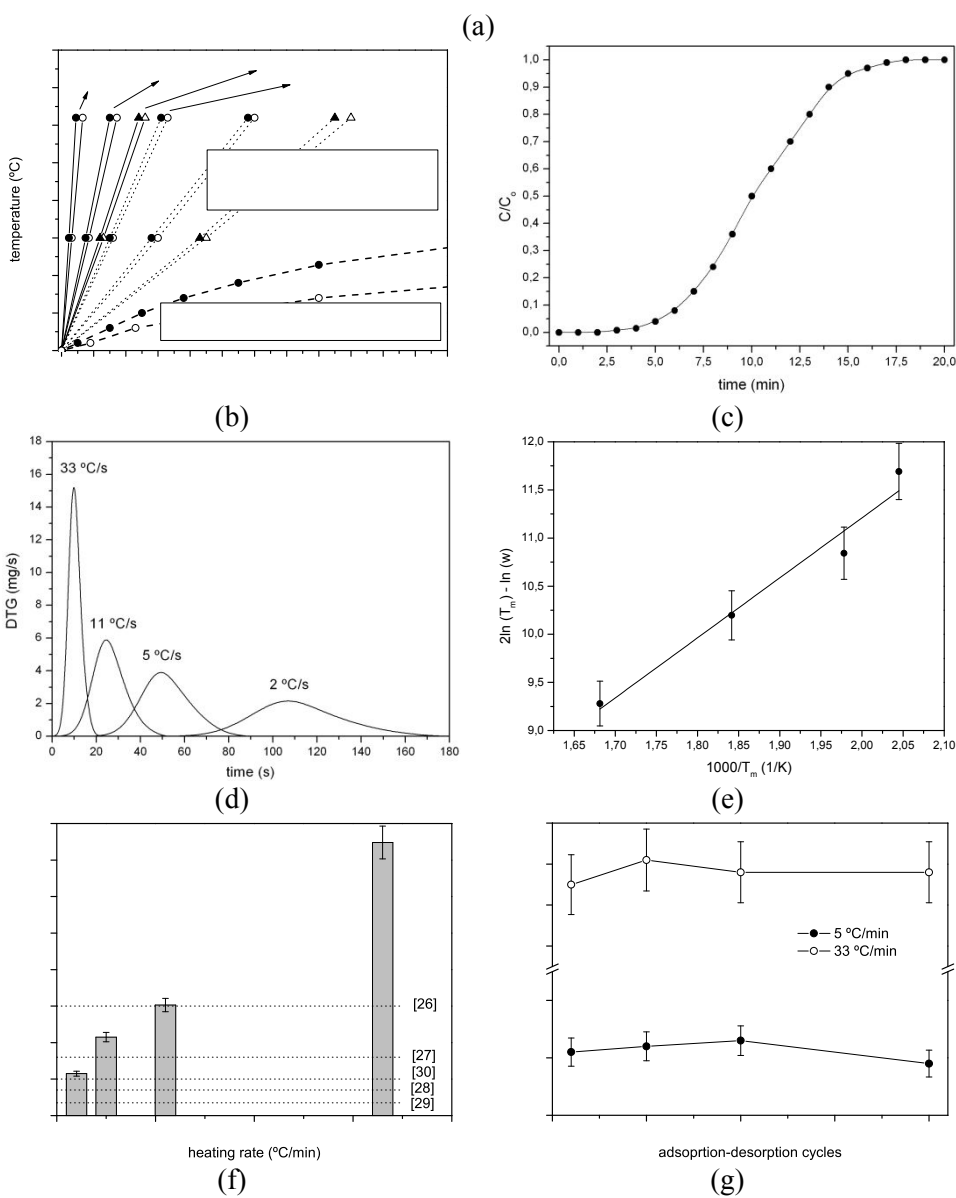 (a)
temperature (ºC)
C/Co
1,0
0,9
0,8
0,7
0,6
0,5
0,4
0,3
0,2
0,1
0,0
0,0 2,5 5,0 7,5 10,0 12,5 15,0 17,5 20,0
time (min)
(b)
(c)
DTG (mg/s)
18
16
14
12
10
8
6
4
2
0
33 ºC/s
11 ºC/s
5 ºC/s
2 ºC/s
0 20 40 60 80 100 120 140 160 180
time (s)
2ln (Tm) - ln (w)
12,0
11,5
11,0
10,5
10,0
9,5
9,0
1,65 1,70 1,75 1,80 1,85 1,90 1,95 2,00 2,05 2,10
1000/Tm (1/K)
(d)
(e)
[26]
[27]
[30]
[28]
[29]
heating rate (ºC/min)
5 ºC/min
33 ºC/min
adsoprtion-desorption cycles
(f)
(g)